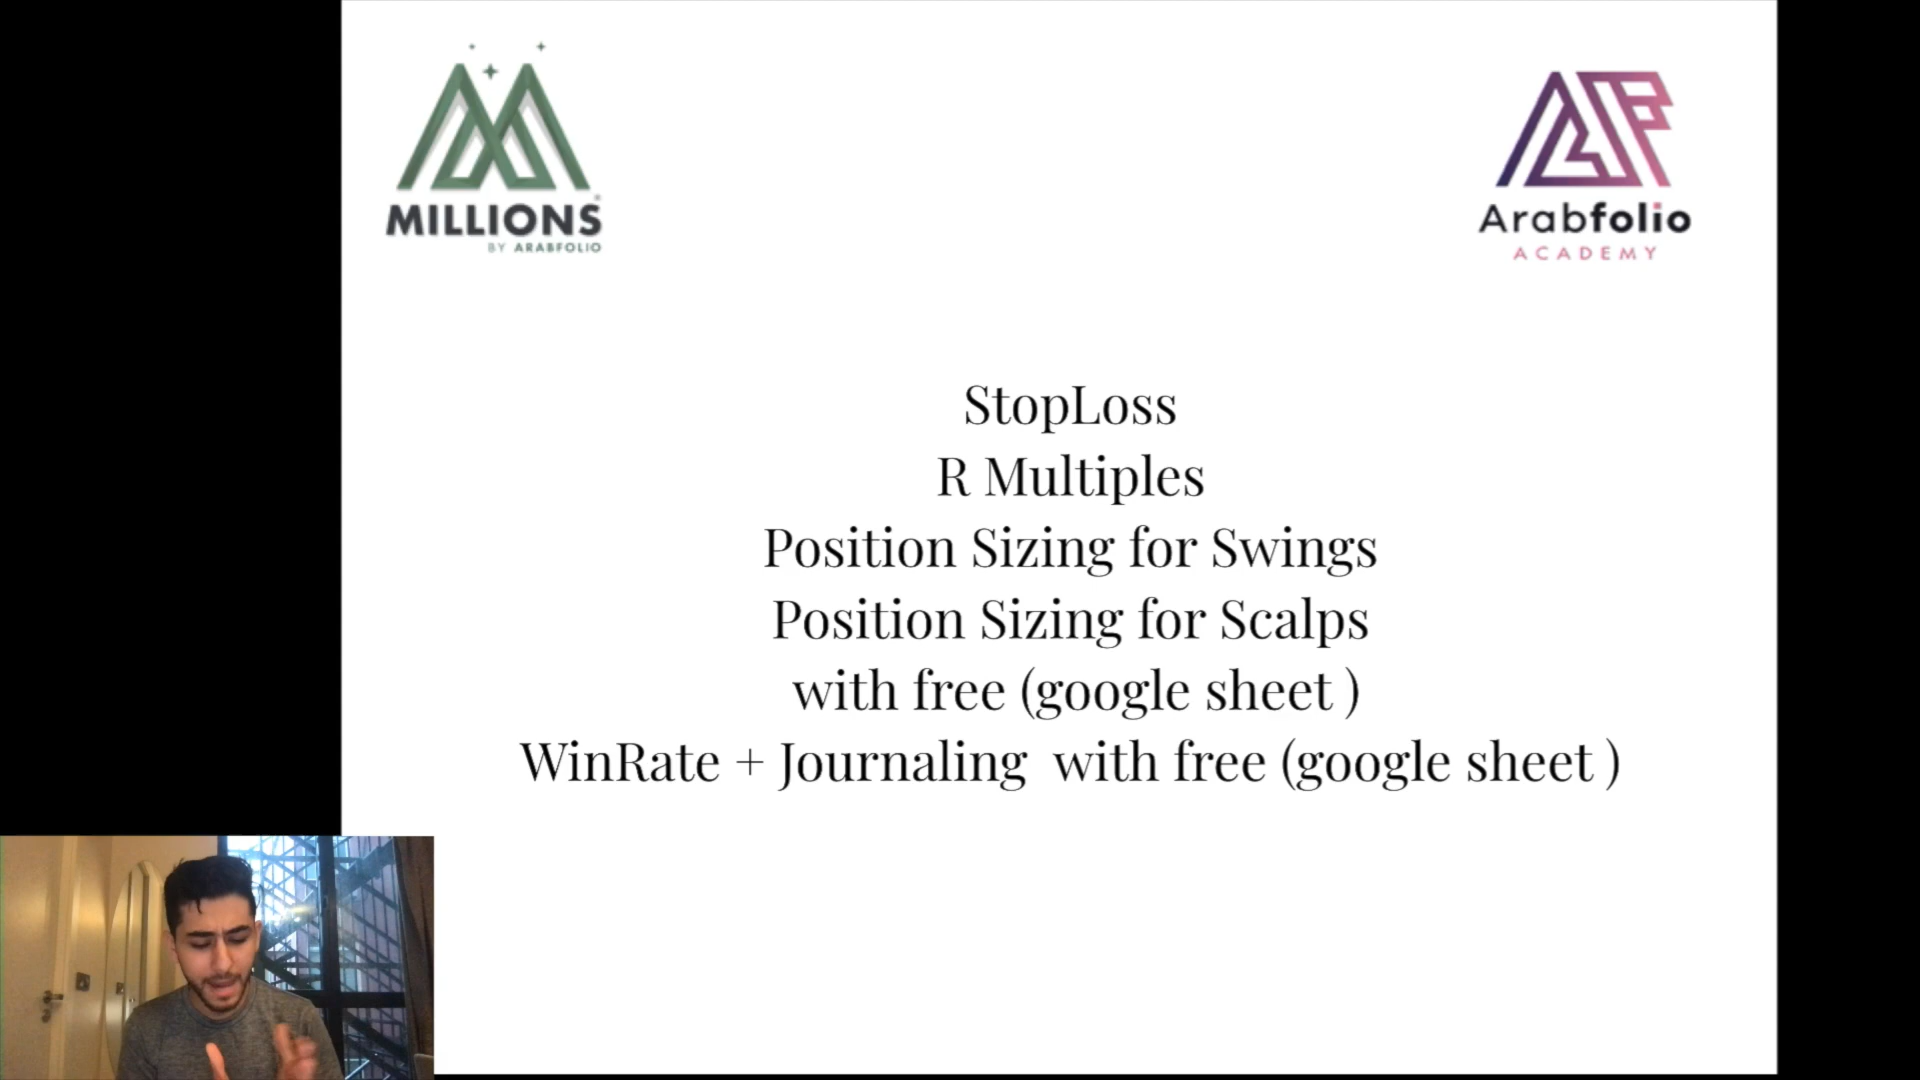 MILLIONS
BY ARABFOLIO
Arabfolio
ACADEMY
StopLoss
R Multiples
Position Sizing for Swings
Position Sizing for Scalps
with free (google sheet )
WinRate + Journaling  with free (google sheet )